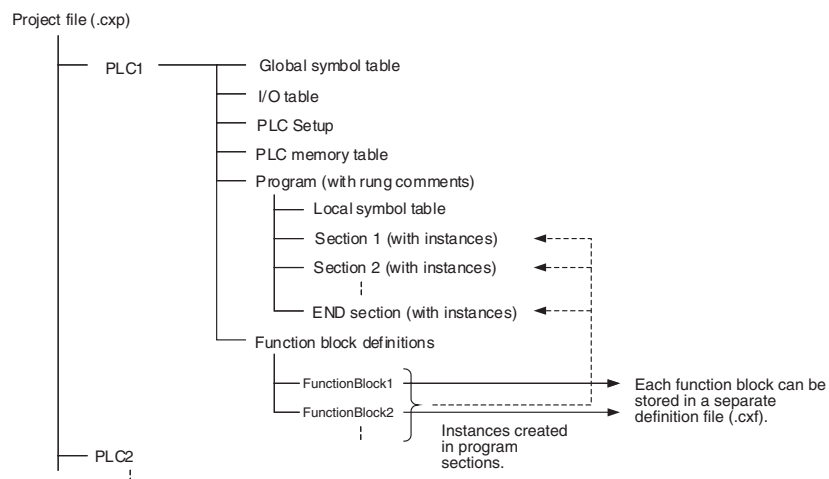 Project file (.cxp)
PLC1
Global symbol table
I/O table
PLC Setup
PLC memory table
Program (with rung comments)
Local symbol table
Section 1 (with instances)
Section 2 (with instances)
END section (with instances)
Function block definitions
FunctionBlock1
FunctionBlock2
Each function block can be
stored in a separate
definition file (.cxf).
Instances created
in program
sections.
PLC2